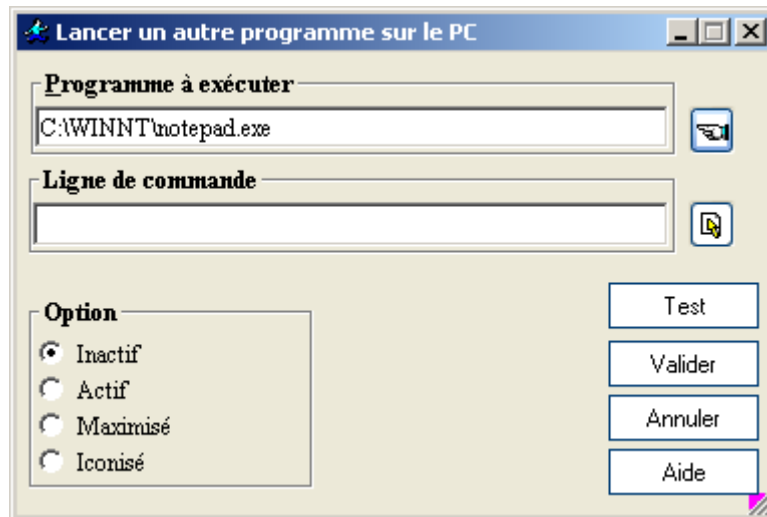 Lancer un autre programme sur le PC
Programme à exécuter
C:\WINNT\notepad.exe
Ligne de commande
Option
Inactif
Actif
Maximisé
Iconisé
Test
Valider
Annuler
Aide